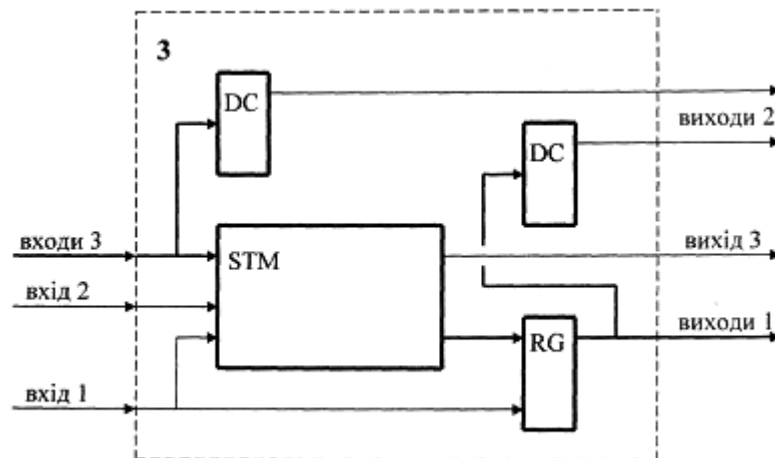 3
DC
DC
виходи 2
входи 3
STM
вихід 3
вхід 2
RG
виходи 1
вхід 1